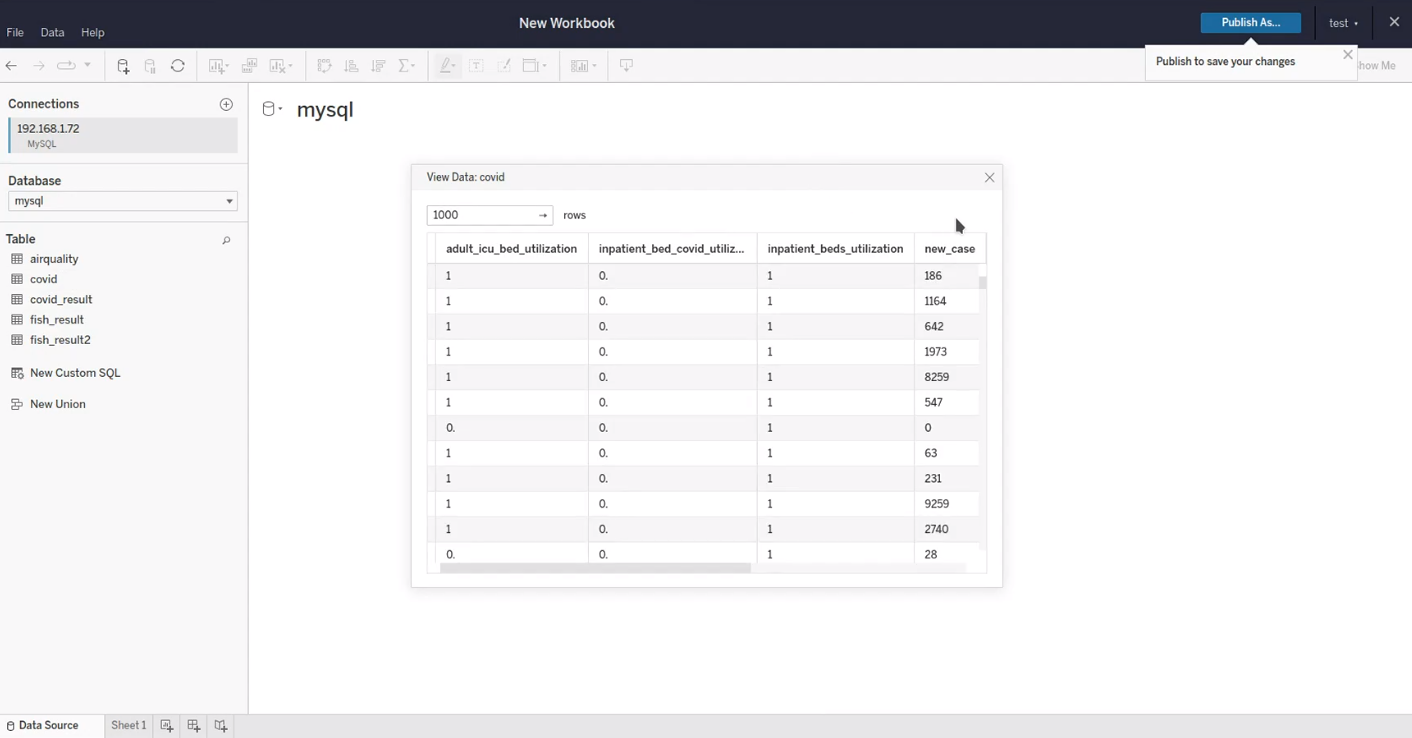 New Workbook
Publish As...
test
File Data Help
Publish to save your changes
how Me
Connections
192.168.1.72
MySQL
mysql
Database
mysql
Table
airquality
covid
covid_result
fish_result
fish_result2
New Custom SQL
New Union
View Data: covid
1000 rows
adult_icu_bed_utilization inpatient_bed_covid_utiliz... inpatient_beds_utilization new_case
1 0. 1 186
1 0. 1 1164
1 0. 1 642
1 0. 1 1973
1 0. 1 8259
1 0. 1 547
0. 0. 1 0
1 0. 1 63
1 0. 1 231
1 0. 1 9259
1 0. 1 2740
0. 0. 1 28
Data Source Sheet 1